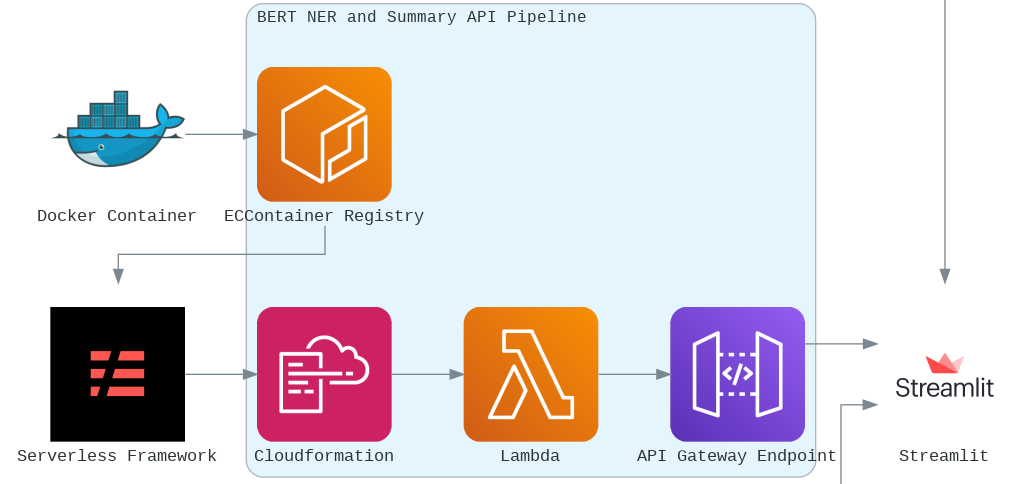 BERT NER and Summary API Pipeline
Docker Container
ECContainer Registry
Streamlit
Serverless Framework
Cloudformation
Lambda
API Gateway Endpoint
Streamlit